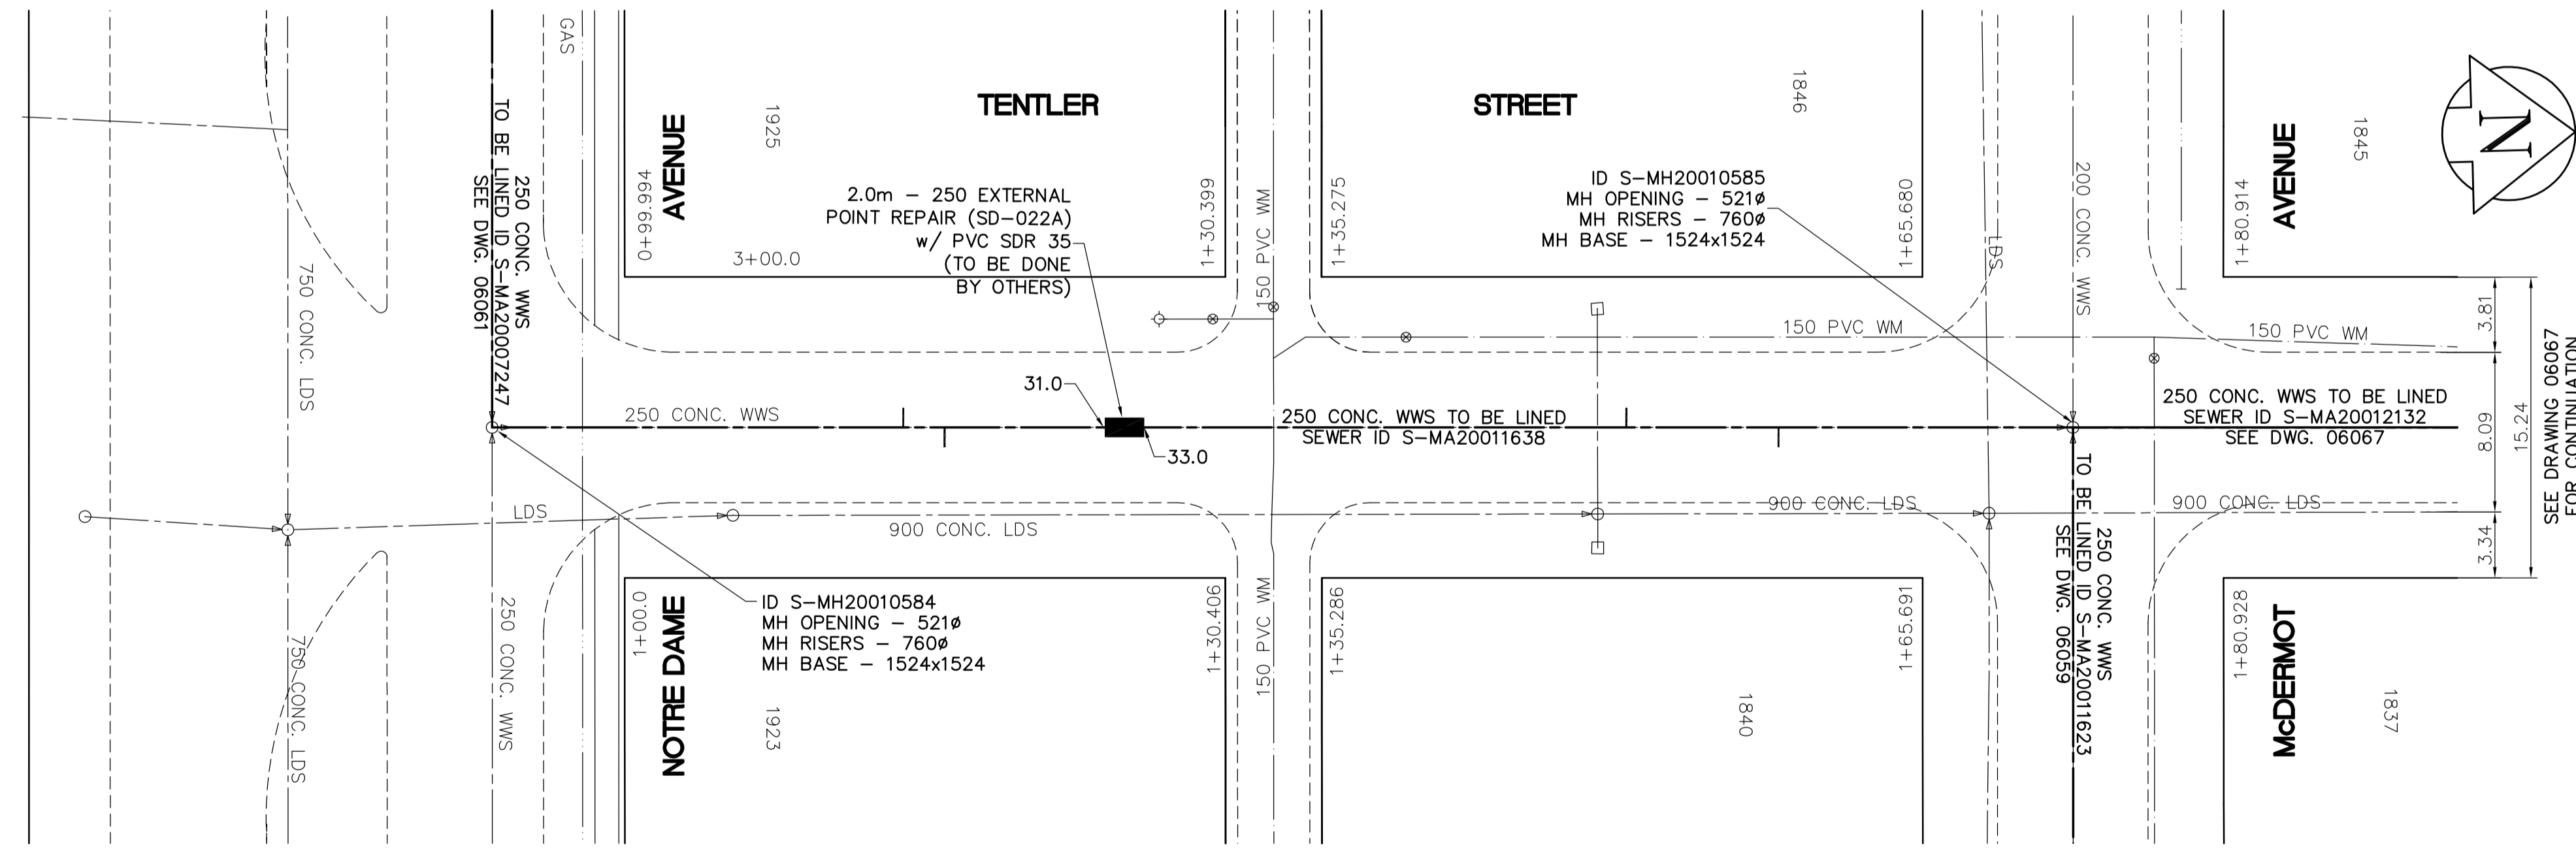 GAS
TO BE LINED ID S-MA20007247
250 CONC. WWS
SEE DWG. 06061
750 CONC. LDS
AVENUE
0+99.994
1925
3+00.0
TENTLER
STREET
2.0m - 250 EXTERNAL
POINT REPAIR (SD-022A)
w/ PVC SDR 35
(TO BE DONE
BY OTHERS)
1+30.399
150 PVC WM
1+35.275
1846
ID S-MH20010585
MH OPENING - 521ø
MH RISERS - 760ø
MH BASE - 1524x1524
1+65.680
LDS
200 CONC. WWS
1+80.914
AVENUE
1845
N
150 PVC WM
150 PVC WM
3.81
8.09
15.24
3.34
SEE DRAWING 06067
FOR CONTINUATION
31.0
33.0
250 CONC. WWS
250 CONC. WWS TO BE LINED
SEWER ID S-MA20011638
250 CONC. WWS TO BE LINED
SEWER ID S-MA20012132
SEE DWG. 06067
LDS
900 CONC. LDS
900 CONC. LDS
900 CONC. LDS
TO BE LINED ID S-MA20011623
250 CONC. WWS
SEE DWG. 06059
750 CONC. LDS
250 CONC. WWS
1+00.0
NOTRE DAME
1923
ID S-MH20010584
MH OPENING - 521ø
MH RISERS - 760ø
MH BASE - 1524x1524
1+30.406
150 PVC WM
1+35.286
1840
1+65.691
1+80.928
McDERMOT
1837